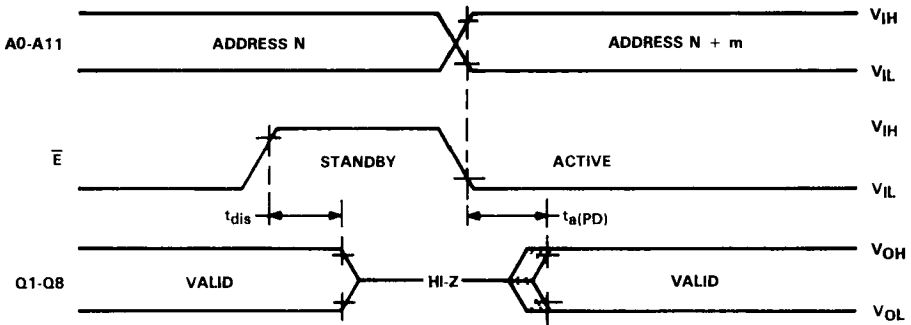 VIH
A0-A11 ADDRESS N ADDRESS N + m
VIL
VIH
E STANDBY ACTIVE
VIL
tdis ta(PD)
VOH
Q1-Q8 VALID HI-Z VALID
VOL